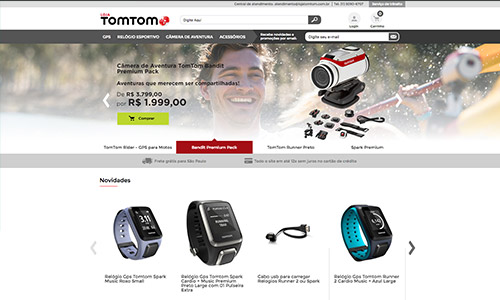 Central de atendimento: atendimento@lojatomtom.com.br | Tel: (11) 4090-4797
Serviço de trânsito
Loja
TOMTOM
Digite Aqui
Login
Carrinho
0
GPS RELÓGIO ESPORTIVO CÂMERA DE AVENTURA ACESSÓRIOS
Receba novidades e
promoções por email:
Digite seu e-mail
Câmera de Aventura TomTom Bandit
Premium Pack
Aventuras que merecem ser compartilhadas!
De R$ 3.799,00
por R$ 1.999,00
Comprar
TomTom Rider - GPS para Motos
Bandit Premium Pack
TomTom Runner Preto
Spark Premium
Frete grátis para São Paulo
Todo o site em até 12x sem juros no cartão de crédito
Novidades
Relógio Gps Tomtom Spark
Music Roxo Small
Relógio Gps Tomtom Spark
Cardio + Music Premium
Preto Large com 01 Pulseira
Extra
Cabo usb para carregar
Relogios Runner 2 ou Spark
Relógio Gps Tomtom Runner
2 Cardio Music + Azul Large